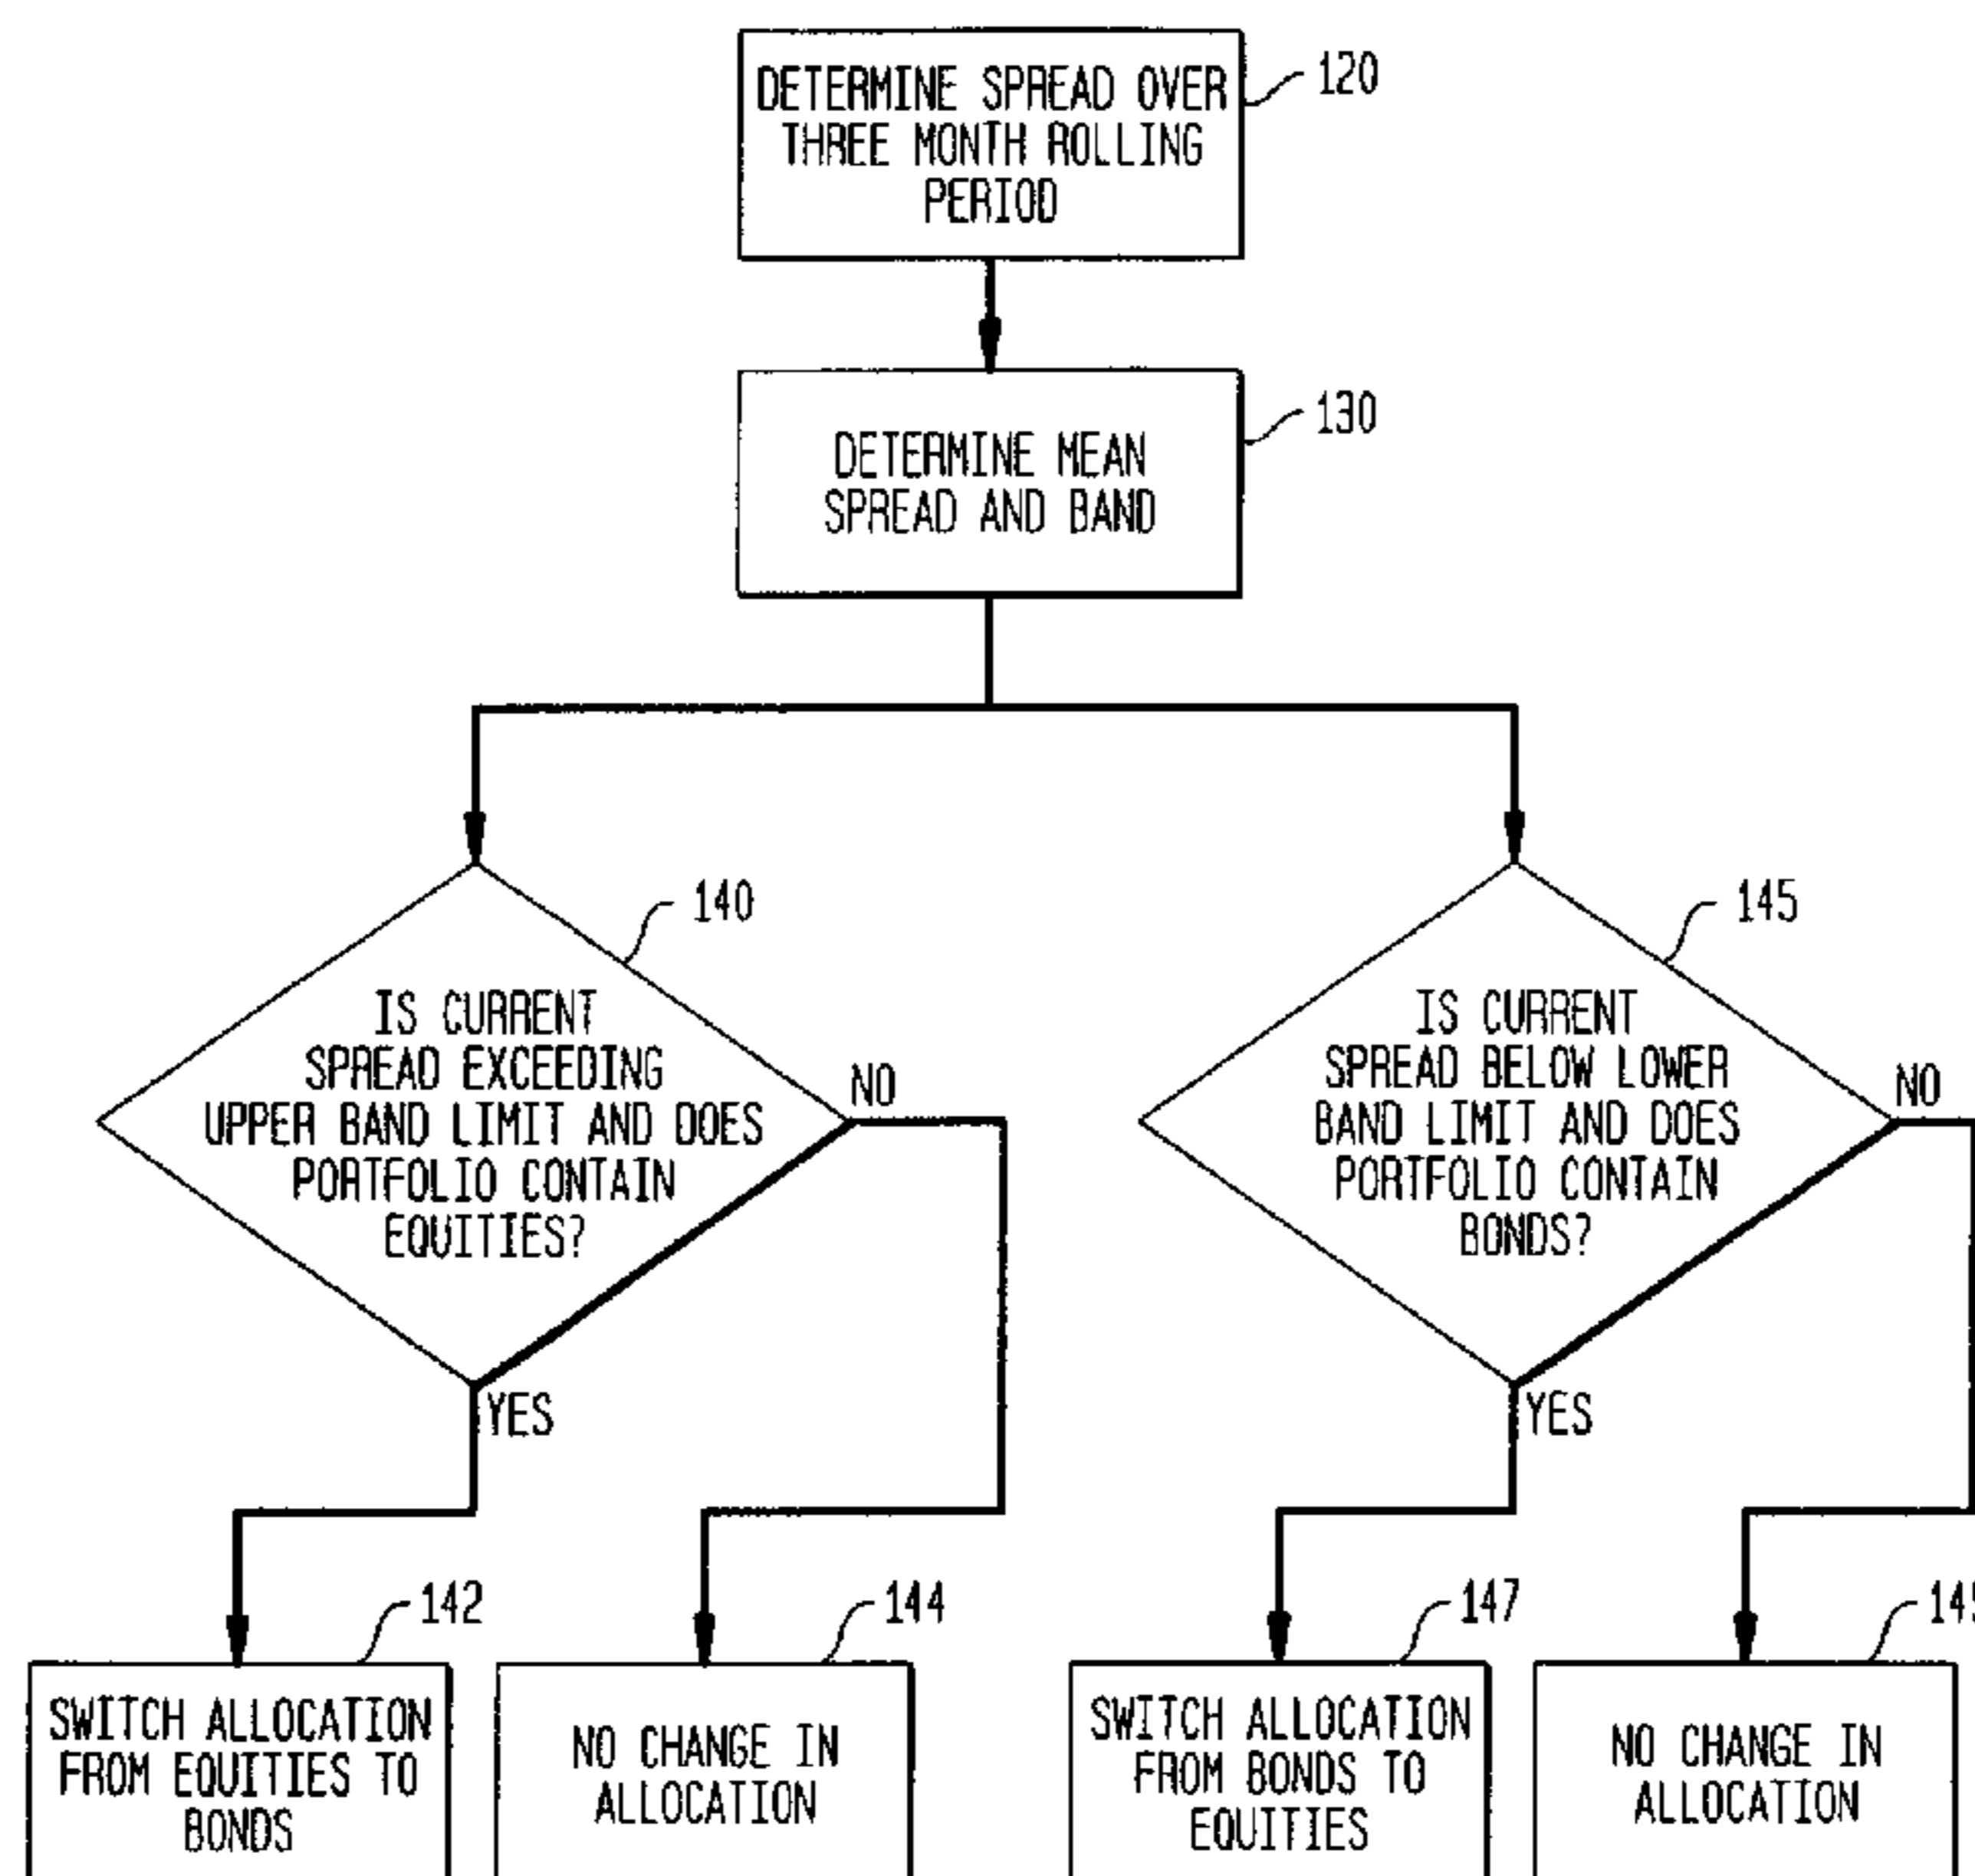 DETERMINE SPREAD OVER
THREE MONTH ROLLING
PERIOD
120
DETERMINE MEAN
SPREAD AND BAND
130
140
IS CURRENT
SPREAD EXCEEDING
UPPER BAND LIMIT AND DOES
PORTFOLIO CONTAIN
EQUITIES?
NO
YES
145
IS CURRENT
SPREAD BELOW LOWER
BAND LIMIT AND DOES
PORTFOLIO CONTAIN
BONDS?
NO
YES
142
SWITCH ALLOCATION
FROM EQUITIES TO
BONDS
144
NO CHANGE IN
ALLOCATION
147
SWITCH ALLOCATION
FROM BONDS TO
EQUITIES
NO CHANGE IN
ALLOCATION